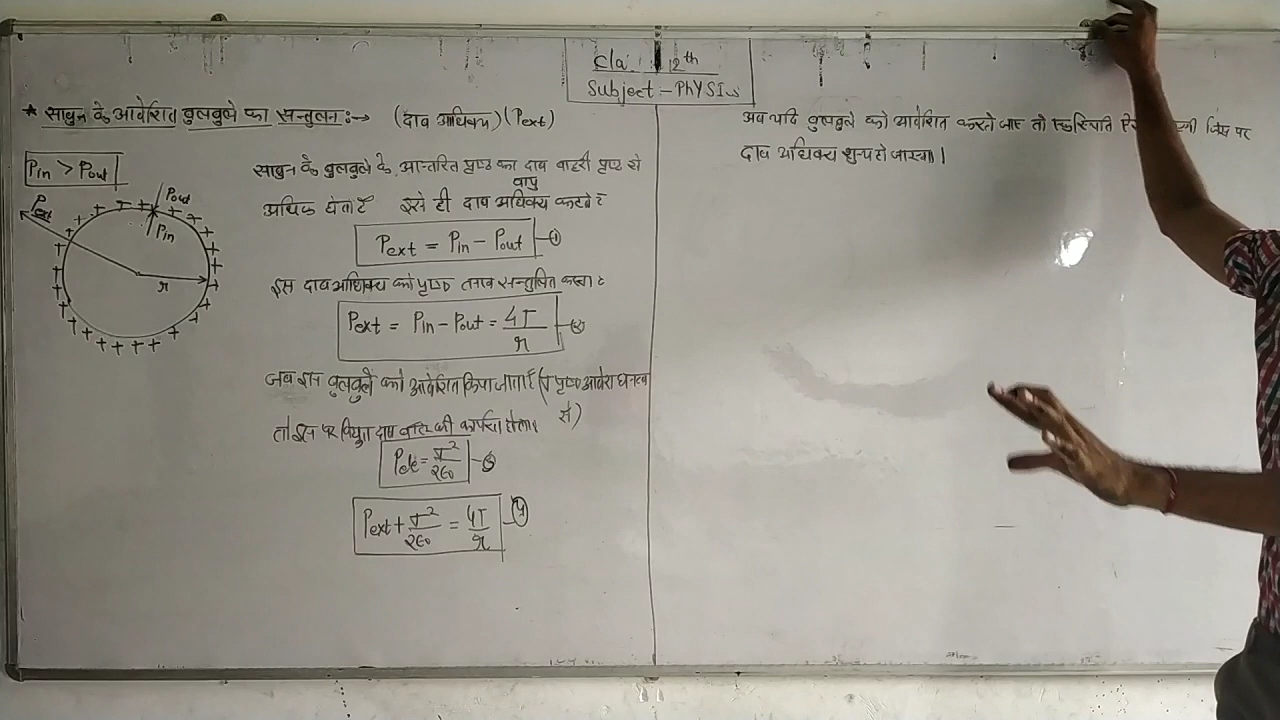 Cla 12th
Subject:- PhYSIcs
* साबुन के आवेशित बुलबुले का सन्तुलन :→ (दाब आधिक्य) (Pext)
Pin > Pout
Pout
Pin
r
साबुन के बुलबुले के आन्तरित पृष्ठ का दाब बाहरी पृष्ठ से
वायु
अधिक होता है इसे ही दाब आधिक्य कहते है
Pext = Pin - Pout -①
इस दाब आधिक्य को पृष्ठ तनाव सन्तुलित करता है
Pext = Pin - Pout = 4T/r -②
जब इस बुलबुले को आवेशित किया जाता है (σ पृष्ठ आवेश घनत्व
से)
तो इस पर विद्युत दाब बाहर की कार्यरत होगा।
Pele = σ²/2ε₀ -③
Pext + σ²/2ε₀ = 4T/r -④
अब यदि बुलबुले को आवेशित करते जाए तो एक स्थिति जिस पर
दाब आधिक्य शून्य हो जाएगा।